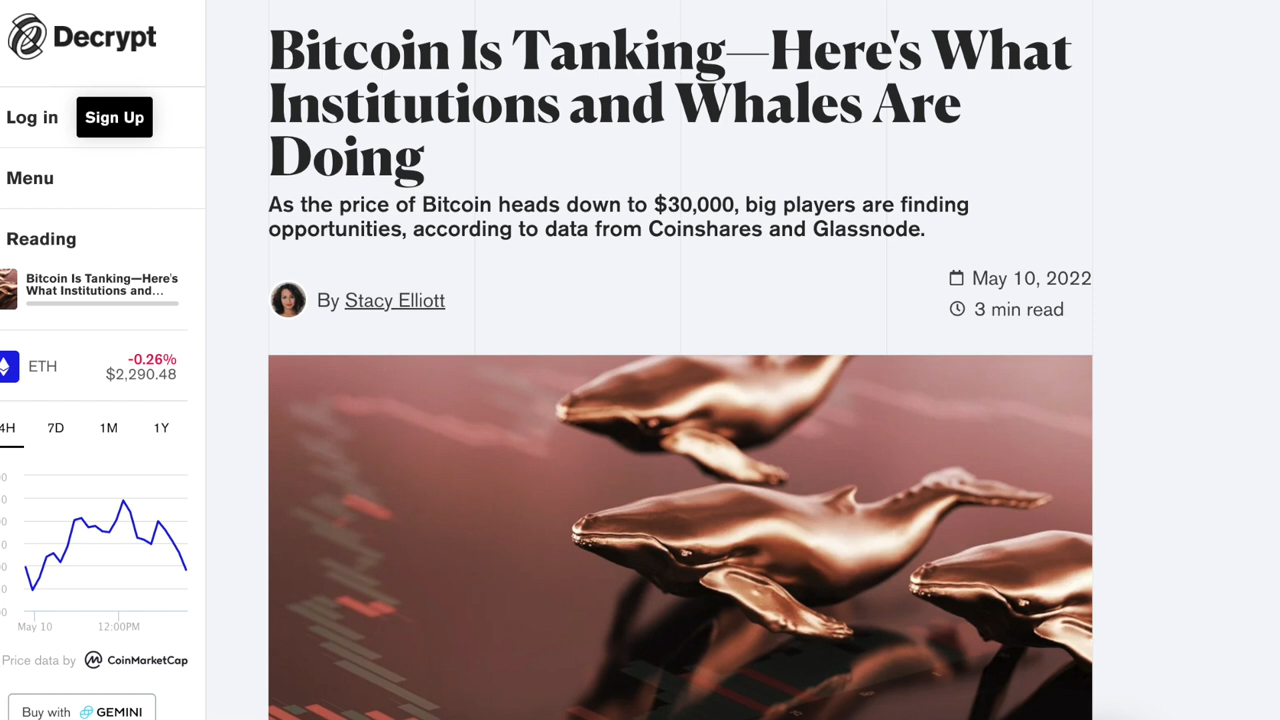 Decrypt
Log in
Sign Up
Menu
Reading
Bitcoin Is Tanking—Here's
What Institutions and...
ETH
-0.26%
$2,290.48
4H
7D
1M
1Y
May 10
12:00PM
Price data by CoinMarketCap
Buy with GEMINI
Bitcoin Is Tanking—Here's What
Institutions and Whales Are
Doing
As the price of Bitcoin heads down to $30,000, big players are finding
opportunities, according to data from Coinshares and Glassnode.
By Stacy Elliott
May 10, 2022
3 min read